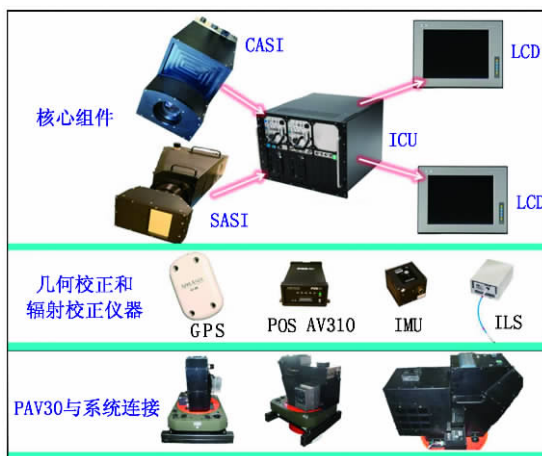 CASI
LCD
核心组件
ICU
SASI
LCD
几何校正和
辐射校正仪器
GPS
POS AV310
IMU
ILS
PAV30与系统连接